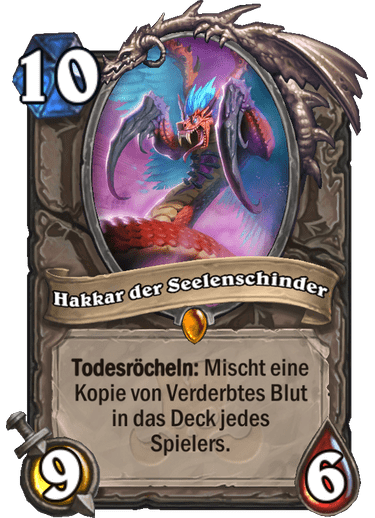 10
Hakkar der Seelenschinder
Todesröcheln: Mischt eine
Kopie von Verderbtes Blut
in das Deck jedes
Spielers.
9
6